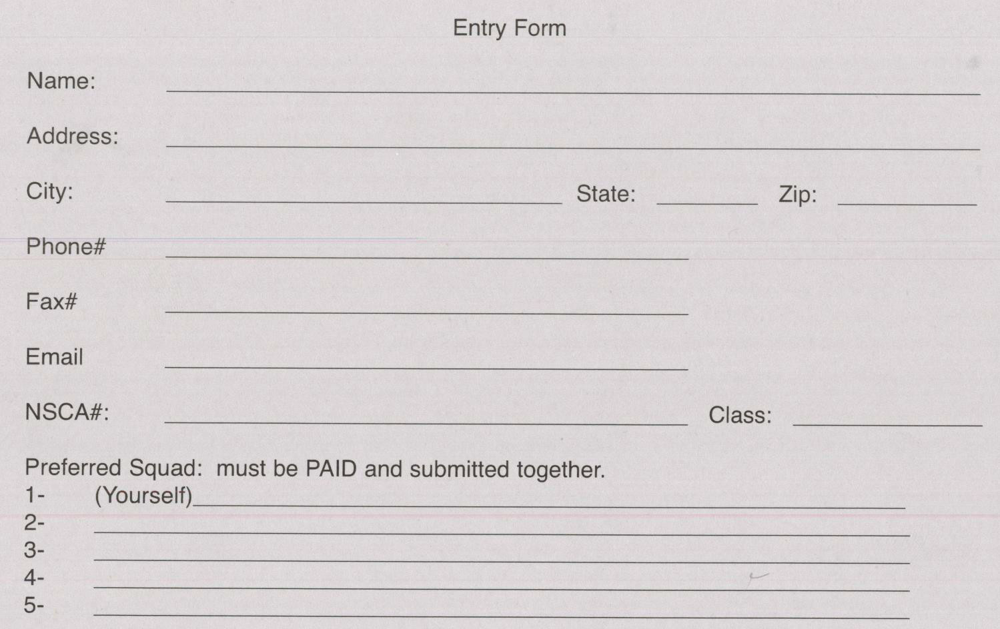 Entry Form
Name:
Address:
City: State: Zip:
Phone#
Fax#
Email
NSCA#: Class:
Preferred Squad: must be PAID and submitted together.
1- (Yourself)
2-
3-
4-
5-